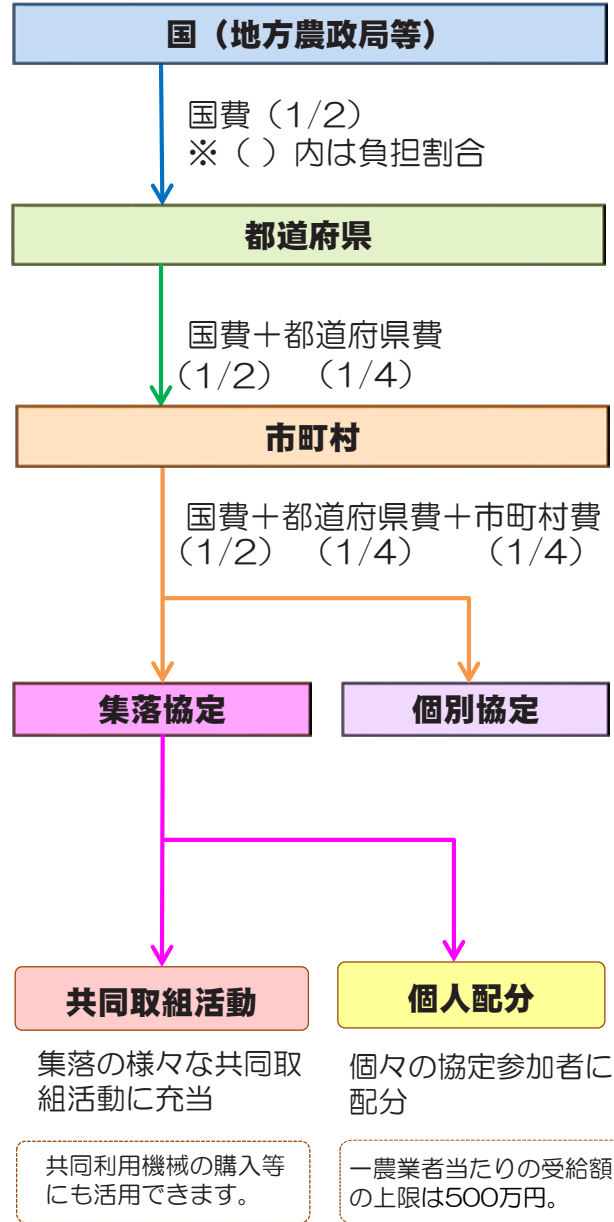 国（地方農政局等）
国費（1/2）
※（ ）内は負担割合
都道府県
国費＋都道府県費
（1/2） （1/4）
市町村
国費＋都道府県費＋市町村費
（1/2） （1/4） （1/4）
集落協定
個別協定
共同取組活動
個人配分
集落の様々な共同取
組活動に充当
個々の協定参加者に
配分
共同利用機械の購入等
にも活用できます。
一農業者当たりの受給額
の上限は500万円。